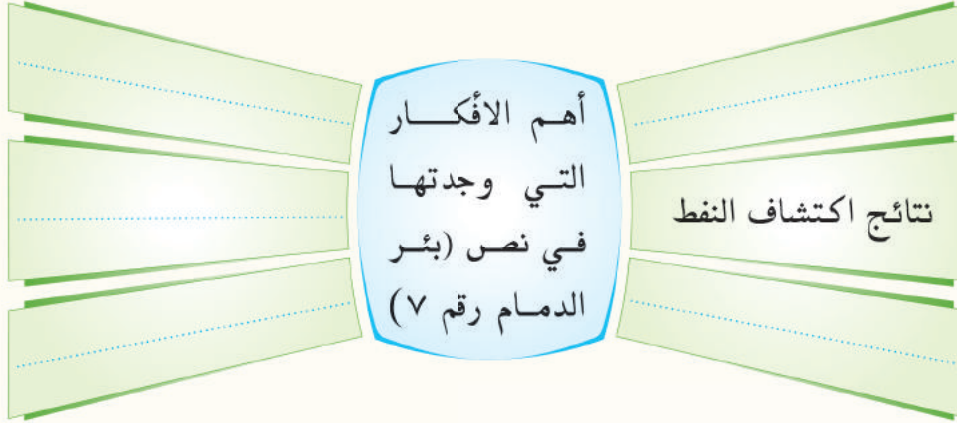 نتائج اكتشاف النفط
أهم الأفكار
التي وجدتها
في نص (بئر
الدمام رقم ٧)